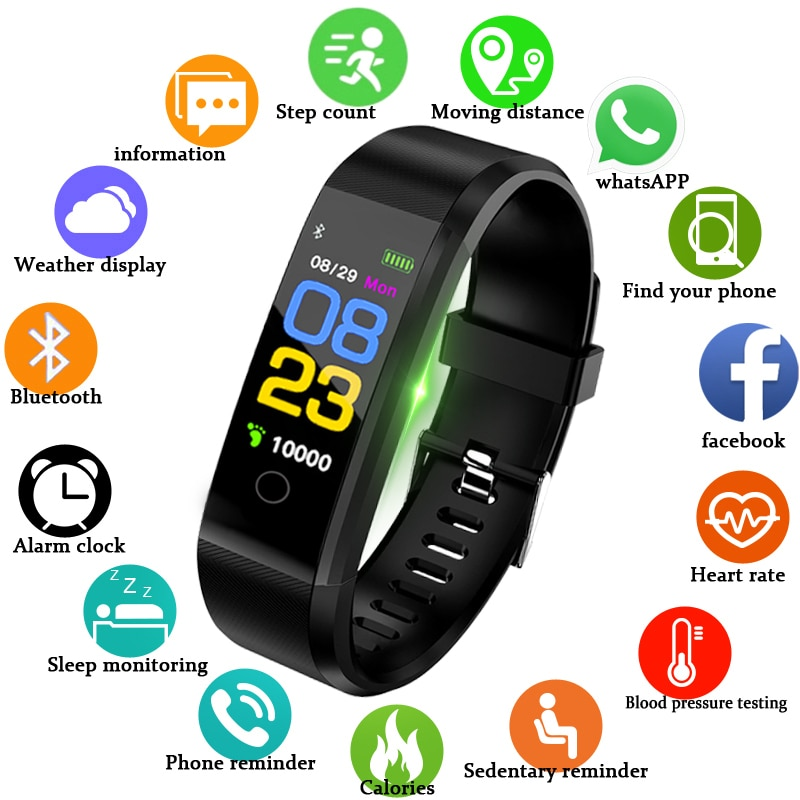 Step count
Moving distance
information
whatsAPP
Weather display
Find your phone
08/29 Mon
08
23
10000
Bluetooth
facebook
Alarm clock
Heart rate
z Z z
Sleep monitoring
Blood pressure testing
Phone reminder
Sedentary reminder
Calories